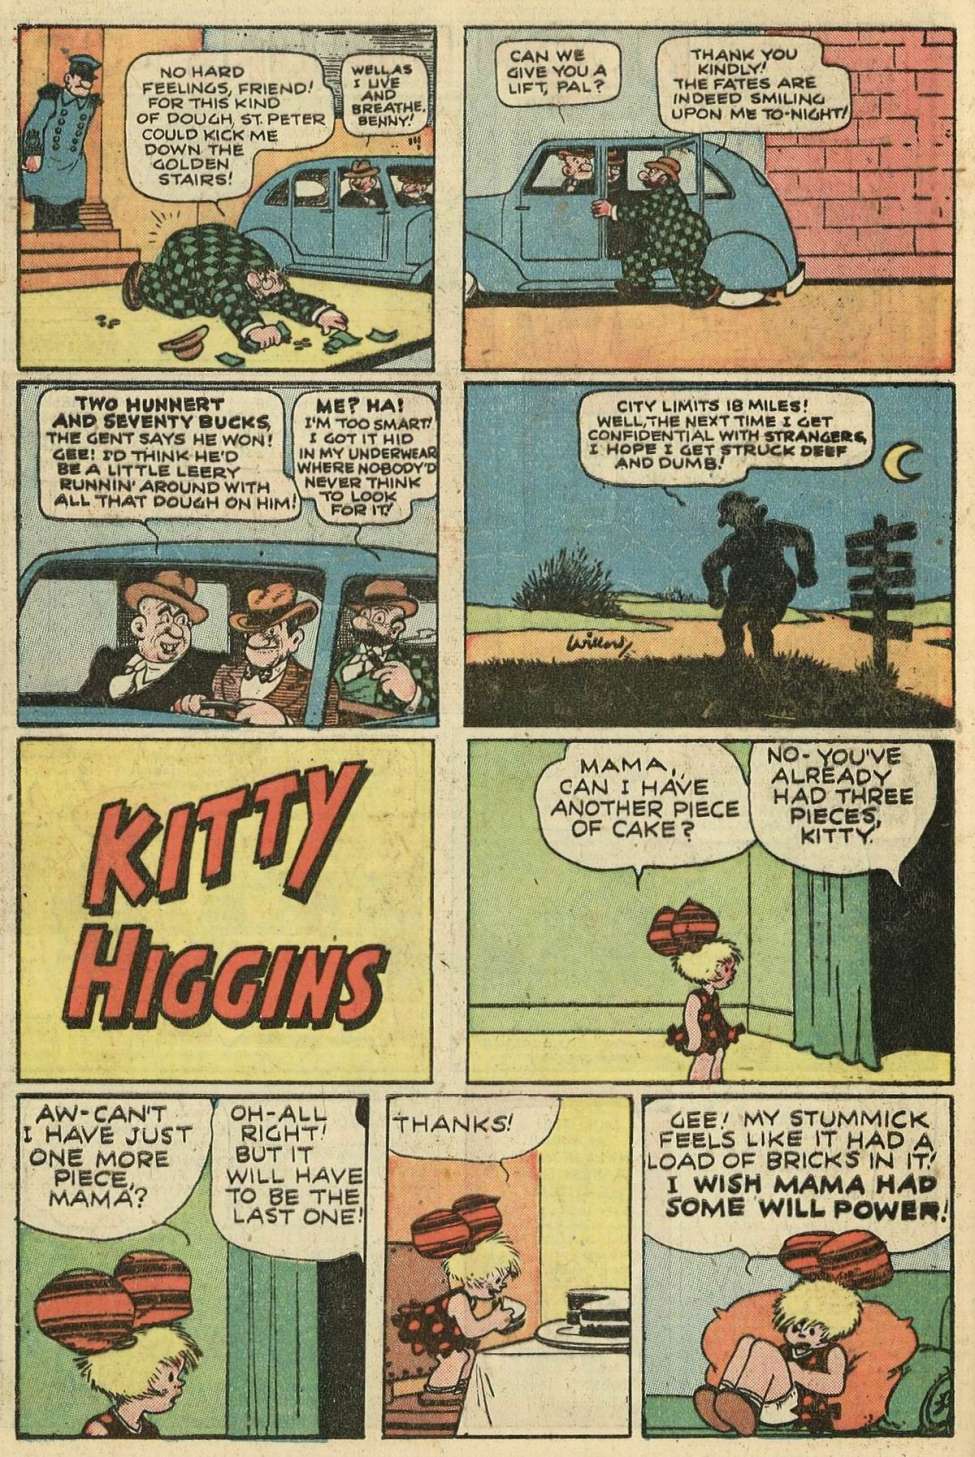 NO HARD
FEELINGS, FRIEND!
FOR THIS KIND
OF DOUGH, ST. PETER
COULD KICK ME
DOWN THE
GOLDEN
STAIRS!
WELL, AS
I LIVE
AND
BREATHE,
BENNY!
CAN WE
GIVE YOU A
LIFT, PAL?
THANK YOU
KINDLY!
THE FATES ARE
INDEED SMILING
UPON ME TO-NIGHT!
TWO HUNNERT
AND SEVENTY BUCKS,
THE GENT SAYS HE WON!
GEE! I'D THINK HE'D
BE A LITTLE LEERY
RUNNIN' AROUND WITH
ALL THAT DOUGH ON HIM!
ME? HA!
I'M TOO SMART!
I GOT IT HID
IN MY UNDERWEAR
WHERE NOBODY'D
NEVER THINK
TO LOOK
FOR IT!
CITY LIMITS 18 MILES!
WELL, THE NEXT TIME I GET
CONFIDENTIAL WITH STRANGERS,
I HOPE I GET STRUCK DEEF
AND DUMB!
Willard
KITTY
HIGGINS
MAMA,
CAN I HAVE
ANOTHER PIECE
OF CAKE?
NO-YOU'VE
ALREADY
HAD THREE
PIECES,
KITTY.
AW-CAN'T
I HAVE JUST
ONE MORE
PIECE,
MAMA?
OH-ALL
RIGHT!
BUT IT
WILL HAVE
TO BE THE
LAST ONE!
THANKS!
GEE! MY STUMMICK
FEELS LIKE IT HAD A
LOAD OF BRICKS IN IT!
I WISH MAMA HAD
SOME WILL POWER!